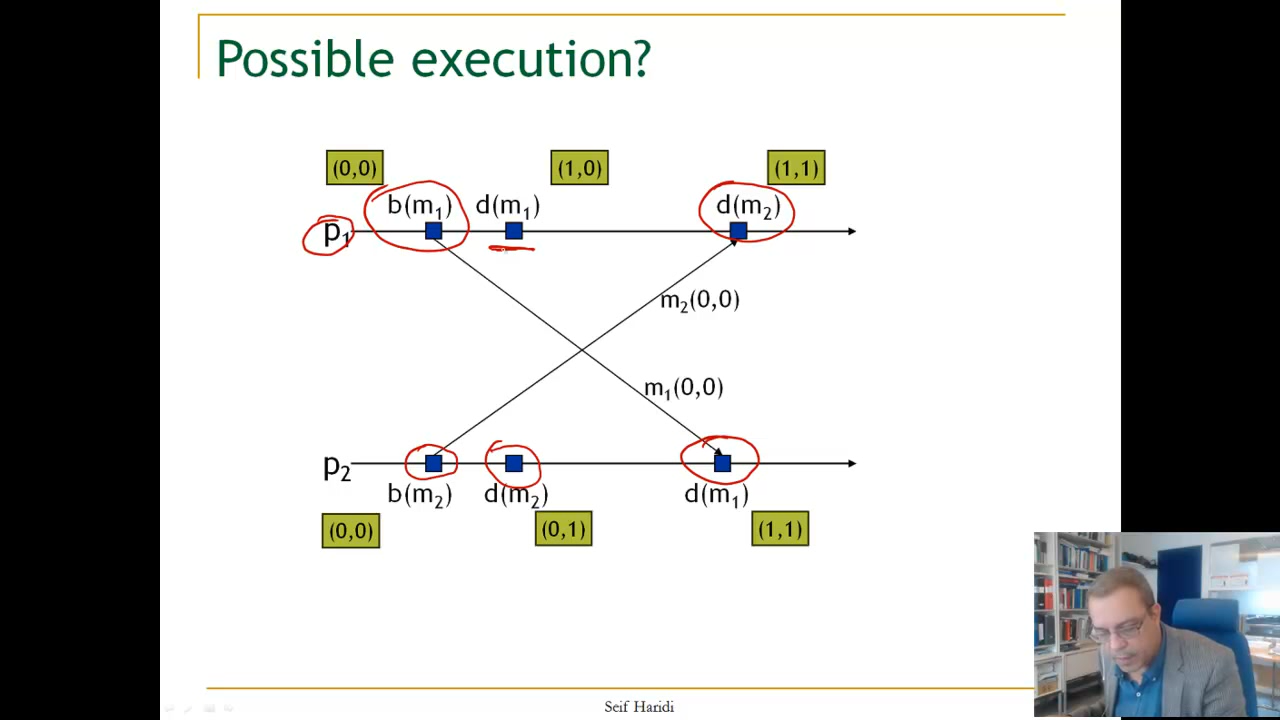 Possible execution?
(0,0) (1,0) (1,1)
b(m₁) d(m₁) d(m₂)
p₁
m₂(0,0)
m₁(0,0)
p₂
b(m₂) d(m₂) d(m₁)
(0,0) (0,1) (1,1)
Seif Haridi